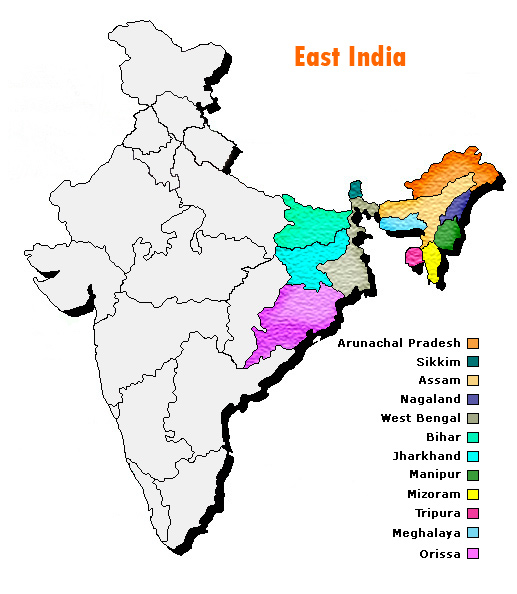 East India
Arunachal Pradesh
Sikkim
Assam
Nagaland
West Bengal
Bihar
Jharkhand
Manipur
Mizoram
Tripura
Meghalaya
Orissa